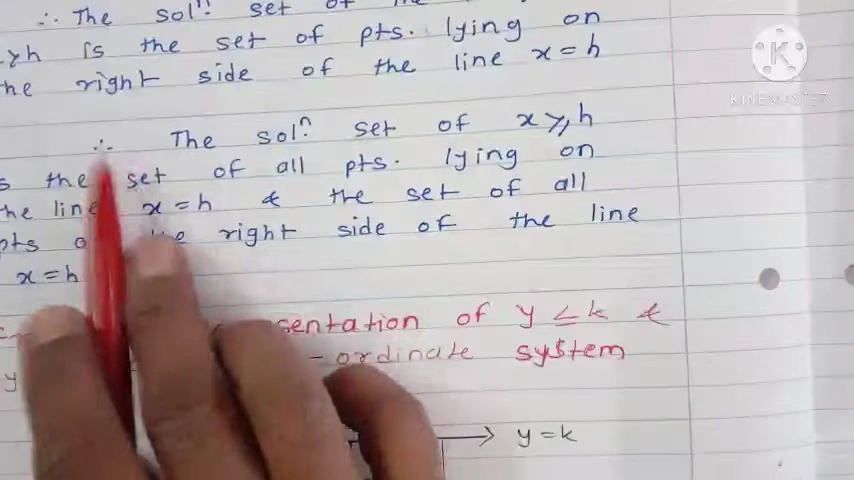 ∴ The solⁿ set of the
x>h is the set of pts. lying on
the right side of the line x=h
∴ The solⁿ. set of x≥h
is the set of all pts. lying on
the line x=h & the set of all
pts right side of the line
x=h
sentation of y≤k &
-ordinate system
y
y=k
KINEMASTER